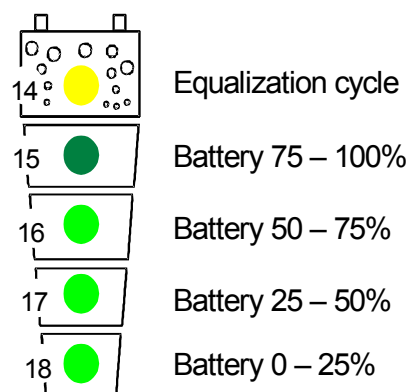 14 Equalization cycle
15 Battery 75 – 100%
16 Battery 50 – 75%
17 Battery 25 – 50%
18 Battery 0 – 25%